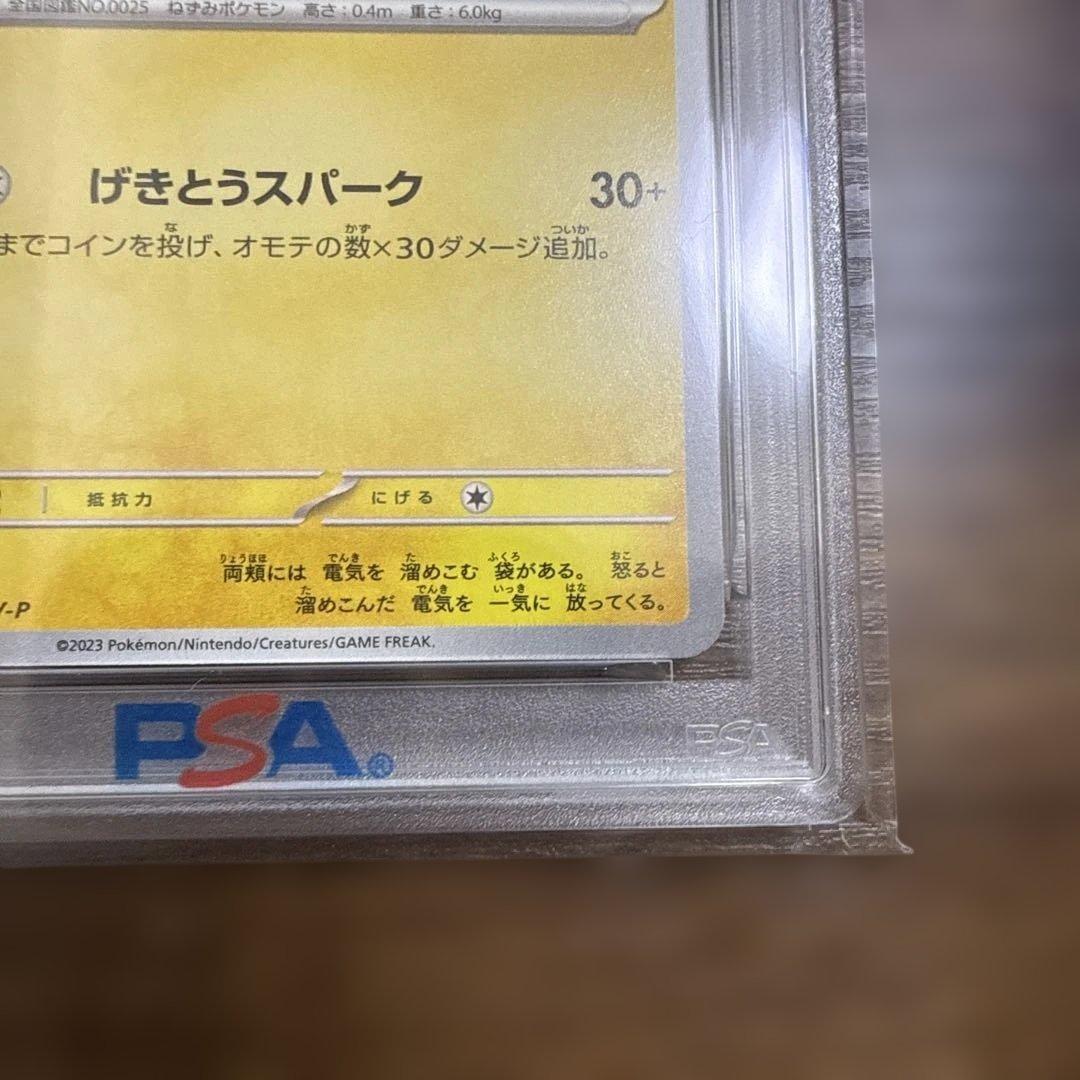 全国図鑑NO.0025 ねずみポケモン 高さ:0.4m 重さ:6.0kg
げきとうスパーク 30+
までコインを投げ、オモテの数×30ダメージ追加。
抵抗力 にげる
両頬には 電気を 溜めこむ 袋がある。 怒ると
溜めこんだ 電気を 一気に 放ってくる。
V-P
©2023 Pokémon/Nintendo/Creatures/GAME FREAK.
PSA®
PSA